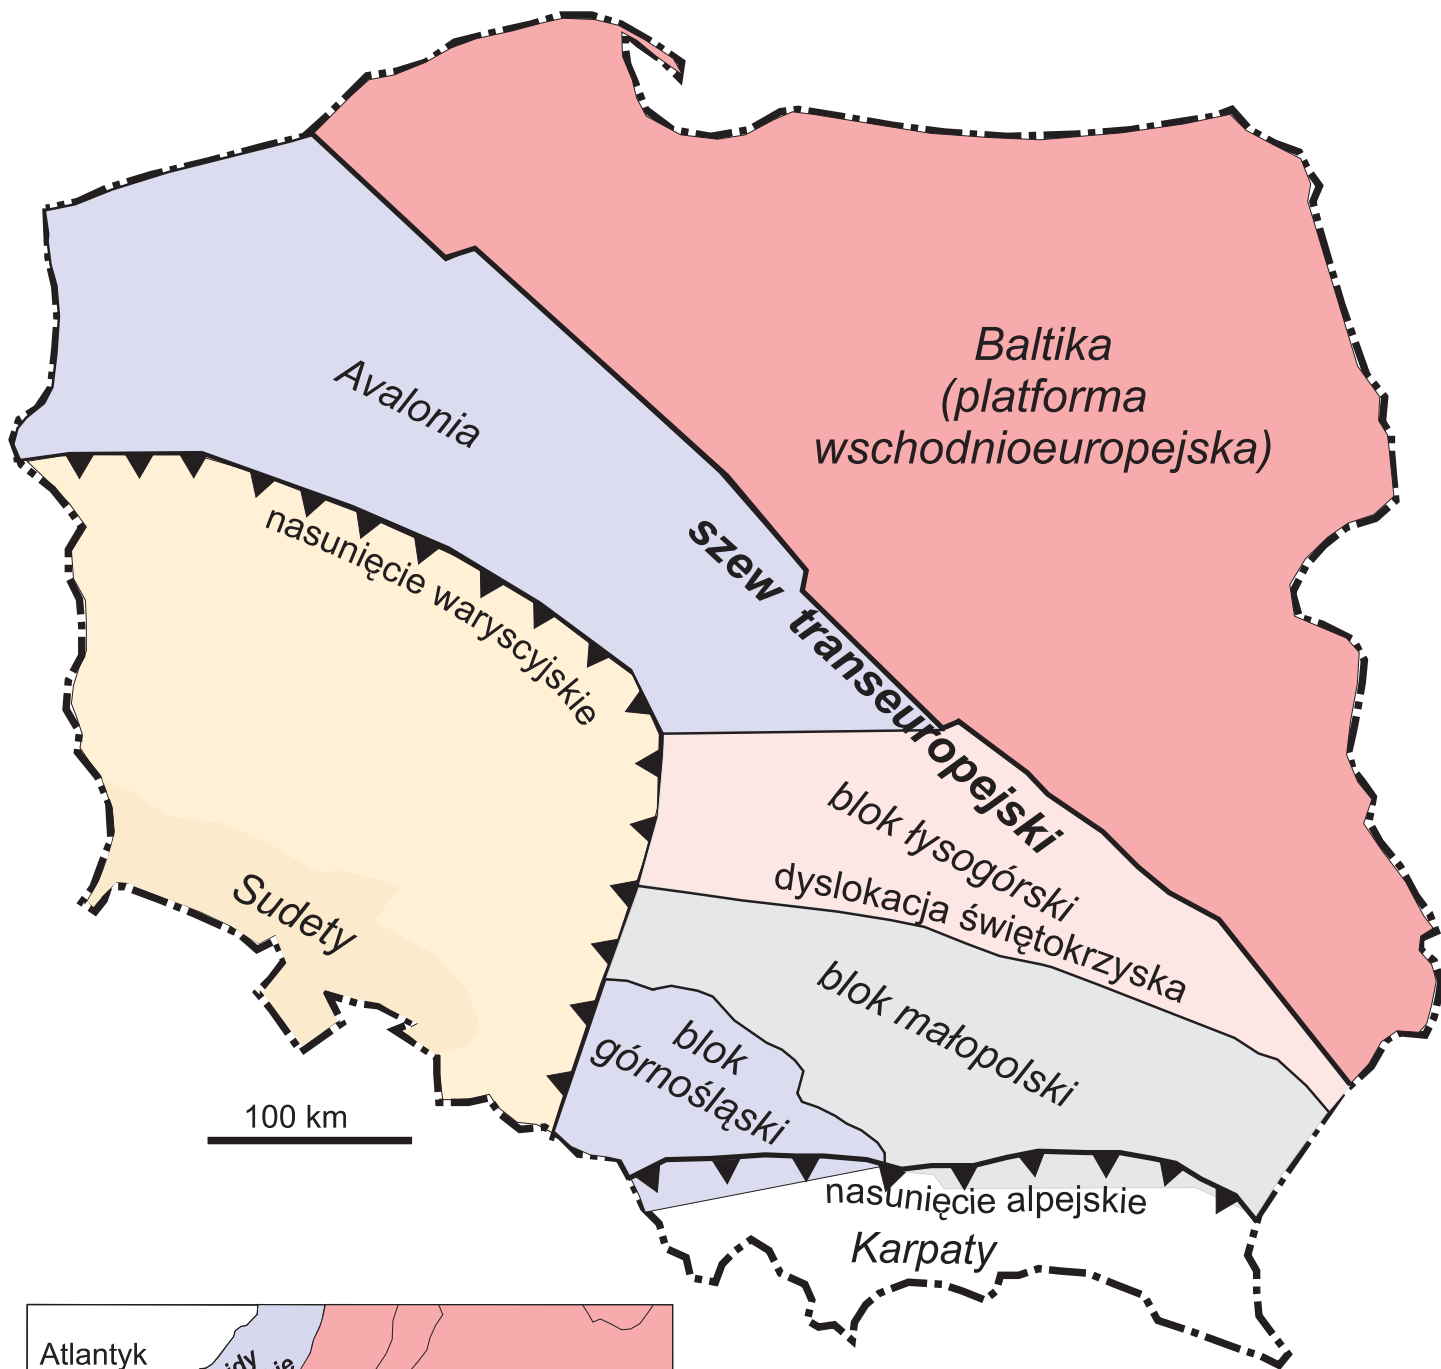 Baltika
(platforma
wschodnioeuropejska)
Avalonia
szew transeuropejski
nasunięcie waryscyjskie
blok łysogórski
dyslokacja świętokrzyska
Sudety
blok małopolski
blok
górnośląski
100 km
nasunięcie alpejskie
Karpaty
Atlantyk